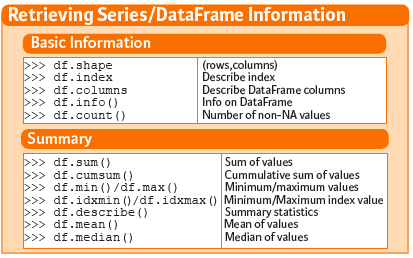 Retrieving Series/DataFrame Information
Basic Information
>>> df.shape (rows,columns)
>>> df.index Describe index
>>> df.columns Describe DataFrame columns
>>> df.info() Info on DataFrame
>>> df.count() Number of non-NA values
Summary
>>> df.sum() Sum of values
>>> df.cumsum() Cummulative sum of values
>>> df.min()/df.max() Minimum/maximum values
>>> df.idxmin()/df.idxmax() Minimum/Maximum index value
>>> df.describe() Summary statistics
>>> df.mean() Mean of values
>>> df.median() Median of values